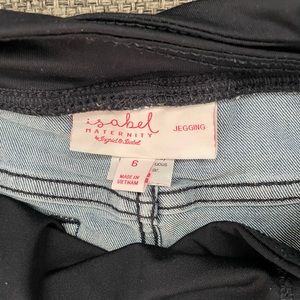 isabel
MATERNITY
by Ingrid & Isabel
JEGGING
6
MADE IN
VIETNAM